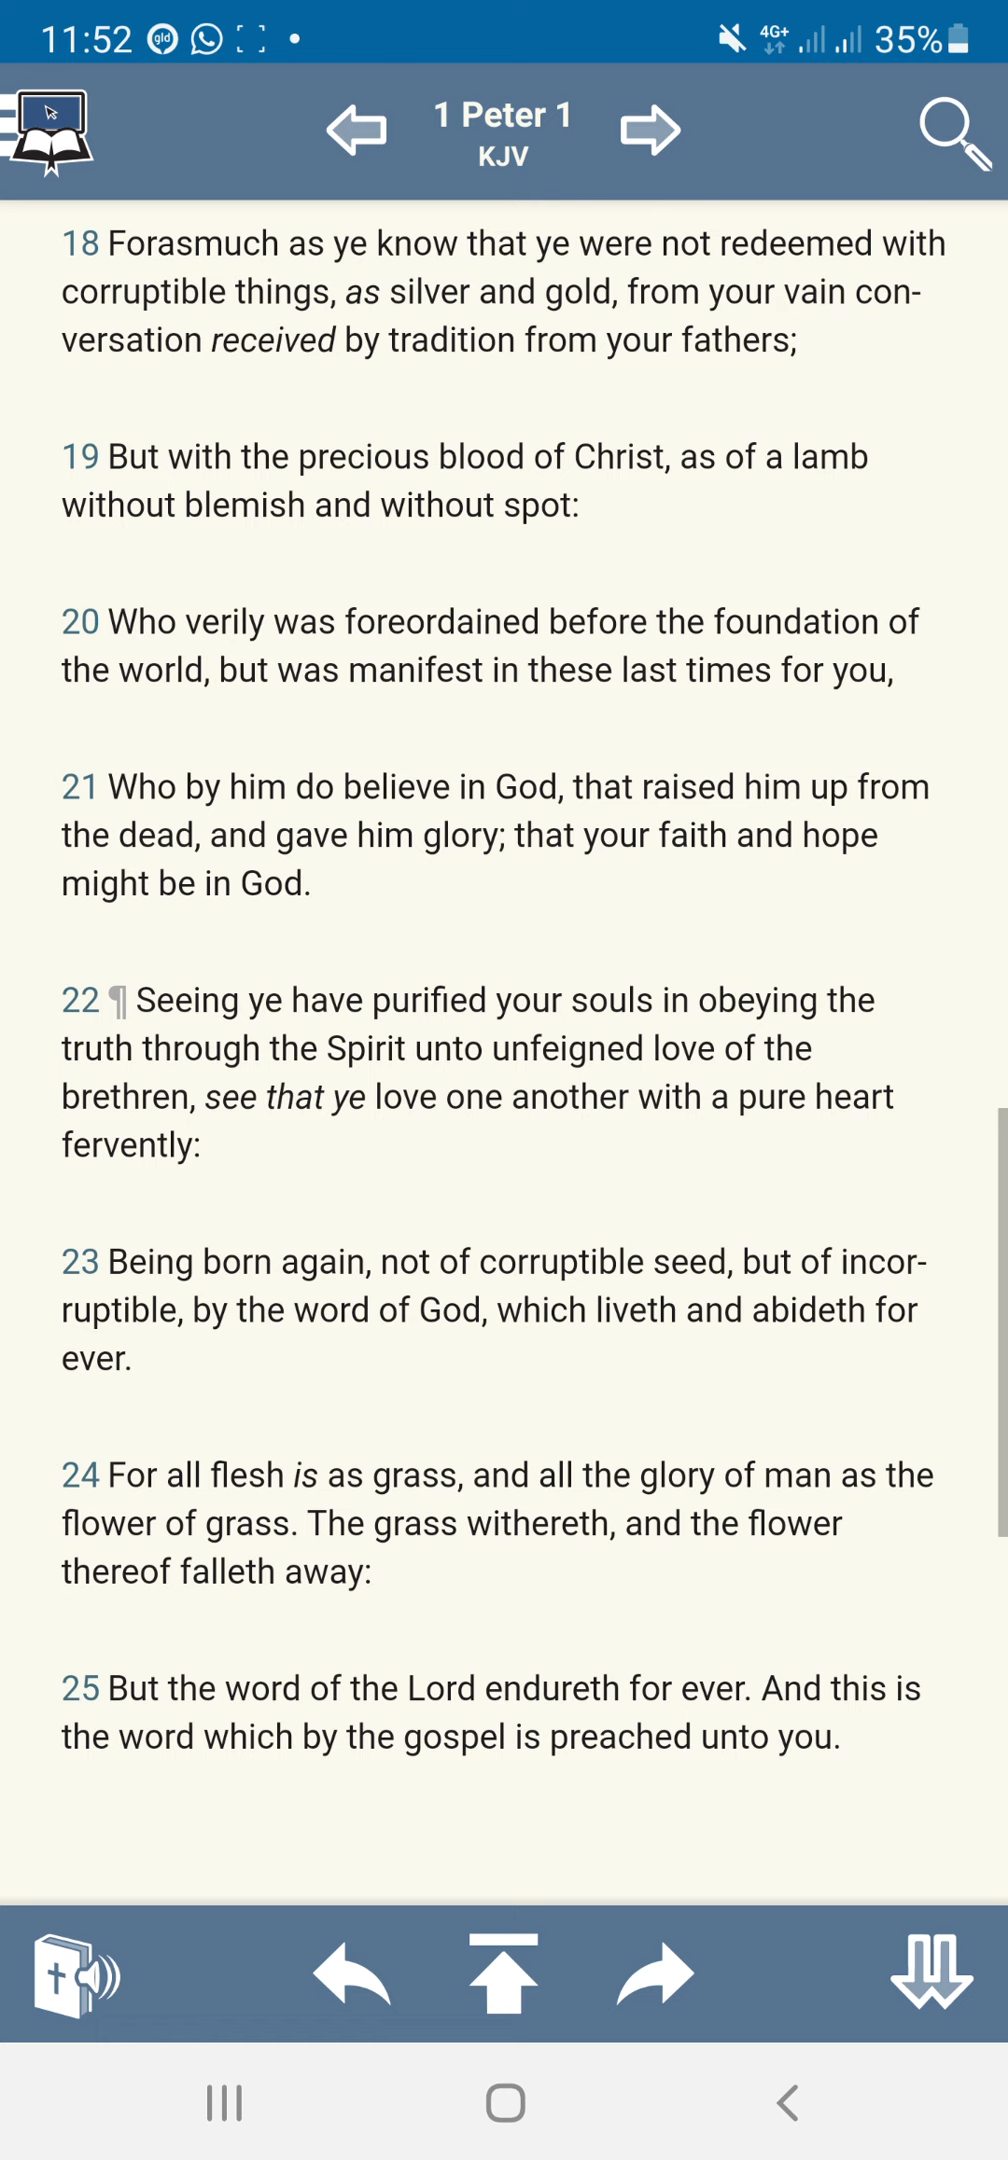 11:52 gld 4G+ 35%
1 Peter 1
KJV
18 Forasmuch as ye know that ye were not redeemed with
corruptible things, as silver and gold, from your vain con-
versation received by tradition from your fathers;
19 But with the precious blood of Christ, as of a lamb
without blemish and without spot:
20 Who verily was foreordained before the foundation of
the world, but was manifest in these last times for you,
21 Who by him do believe in God, that raised him up from
the dead, and gave him glory; that your faith and hope
might be in God.
22 ¶ Seeing ye have purified your souls in obeying the
truth through the Spirit unto unfeigned love of the
brethren, see that ye love one another with a pure heart
fervently:
23 Being born again, not of corruptible seed, but of incor-
ruptible, by the word of God, which liveth and abideth for
ever.
24 For all flesh is as grass, and all the glory of man as the
flower of grass. The grass withereth, and the flower
thereof falleth away:
25 But the word of the Lord endureth for ever. And this is
the word which by the gospel is preached unto you.